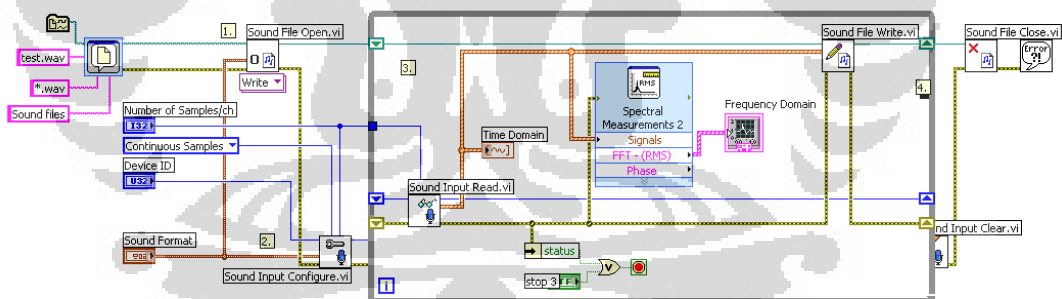 1.
Sound File Open.vi
test.wav
*.wav
Sound files
Write
Number of Samples/ch
I32
Continuous Samples
Device ID
U32
Sound Format
2.
Sound Input Configure.vi
3.
Sound Input Read.vi
Time Domain
RMS
Spectral
Measurements 2
Signals
FFT - (RMS)
Phase
Frequency Domain
status
stop 3
TF
V
i
Sound File Write.vi
4.
Sound File Close.vi
Error
?!
nd Input Clear.vi